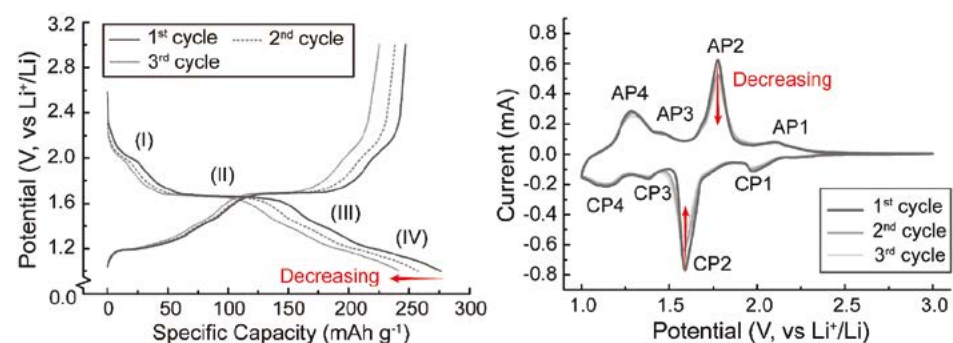 3.2
2.8
2.4
2.0
1.6
1.2
0.0
Potential (V, vs Li⁺/Li)
1st cycle
2nd cycle
3rd cycle
(I)
(II)
(III)
(IV)
Decreasing
0 50 100 150 200 250 300
Specific Capacity (mAh g⁻¹)
0.8
0.6
0.4
0.2
0.0
-0.2
-0.4
-0.6
-0.8
Current (mA)
AP2
Decreasing
AP4
AP3
AP1
CP4
CP3
CP1
CP2
1st cycle
2nd cycle
3rd cycle
1.0 1.5 2.0 2.5 3.0
Potential (V, vs Li⁺/Li)